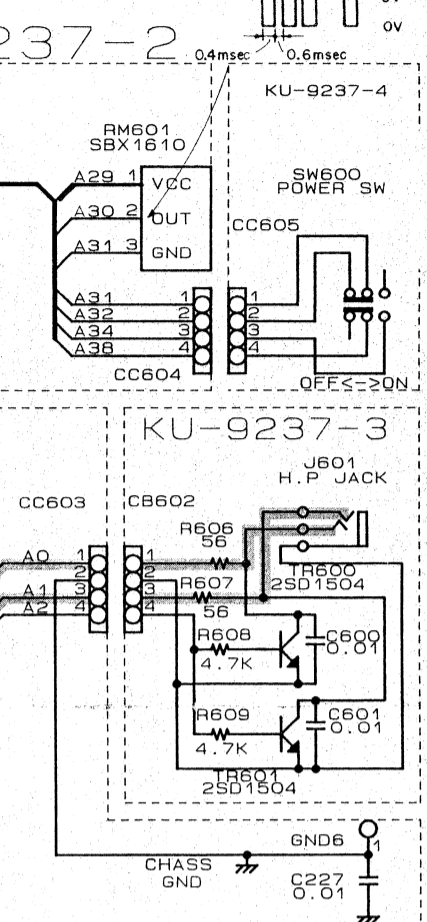 0V
237-2
0.4msec
0.6msec
KU-9237-4
RM601
SBX1610
A29 1 VCC
A30 2 OUT
A31 3 GND
SW600
POWER SW
CC605
A31 1
A32 2
A34 3
A38 4
1
2
3
4
CC604
OFF<->ON
KU-9237-3
J601
H.P JACK
CC603
CB602
R606
56
A0 1
2
A1 3
A2 4
1
2
3
4
TR600
2SD1504
R607
56
R608
4.7K
C600
0.01
R609
4.7K
C601
0.01
TR601
2SD1504
GND6
1
CHASS
GND
C227
0.01